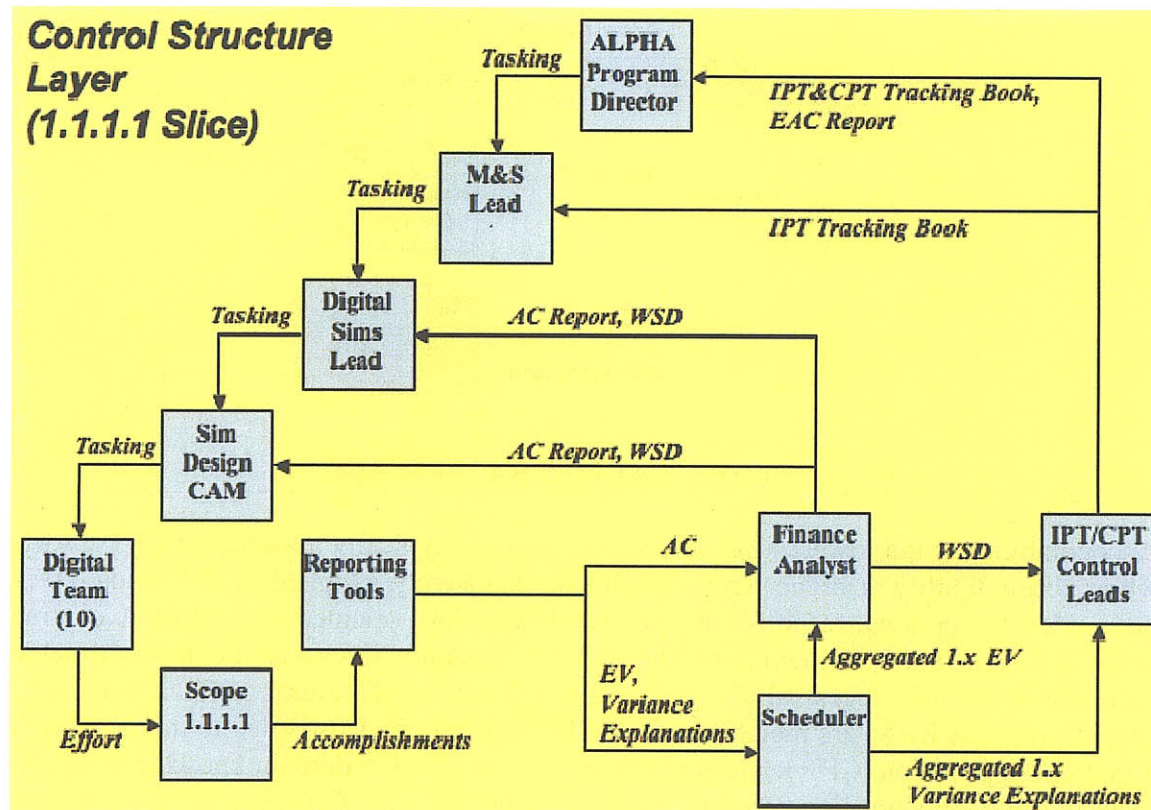 Control Structure
Layer
(1.1.1.1 Slice)
ALPHA
Program
Director
Tasking
IPT&CPT Tracking Book,
EAC Report
M&S
Lead
Tasking
IPT Tracking Book
Digital
Sims
Lead
Tasking
AC Report, WSD
Sim
Design
CAM
Tasking
AC Report, WSD
Digital
Team
(10)
Reporting
Tools
AC
Finance
Analyst
WSD
IPT/CPT
Control
Leads
Effort
Scope
1.1.1.1
Accomplishments
EV,
Variance
Explanations
Aggregated 1.x EV
Scheduler
Aggregated 1.x
Variance Explanations